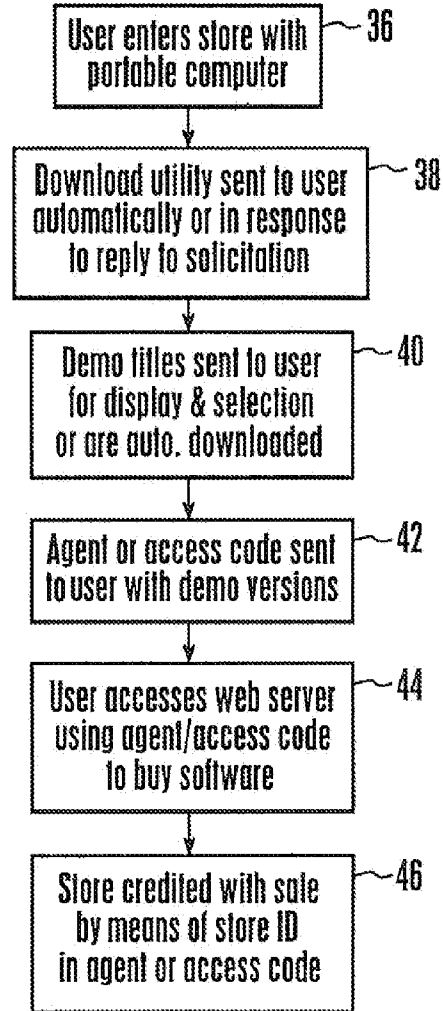 User enters store with
portable computer
36
Download utility sent to user
automatically or in response
to reply to solicitation
38
Demo titles sent to user
for display & selection
or are auto. downloaded
40
Agent or access code sent
to user with demo versions
42
User accesses web server
using agent/access code
to buy software
44
Store credited with sale
by means of store ID
in agent or access code
46